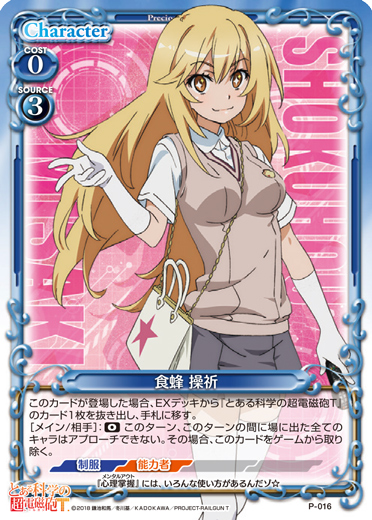 Precious
Character
COST
0
SOURCE
3
SHOKUHOU
MISAKI
食蜂 操祈
このカードが登場した場合、EXデッキから『とある科学の超電磁砲T』
のカード1枚を抜き出し、手札に移す。
[メイン/相手]: このターン、このターンの間に場に出た全ての
キャラはアプローチできない。その場合、このカードをゲームから取り
除く。
制服 能力者
メンタルアウト
『心理掌握』には、いろんな使い方があるんだゾ☆
とある科学の
超電磁砲T
©2018 鎌池和馬/冬川基/KADOKAWA/PROJECT-RAILGUN T
P-016